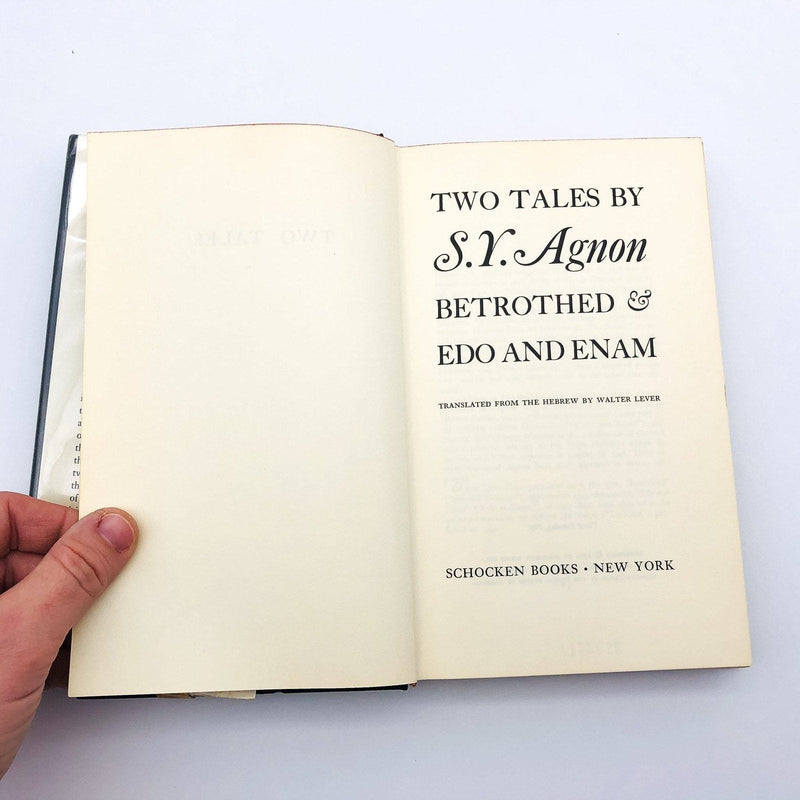 TWO TALES BY
S.Y. Agnon
BETROTHED &
EDO AND ENAM
TRANSLATED FROM THE HEBREW BY WALTER LEVER
SCHOCKEN BOOKS • NEW YORK